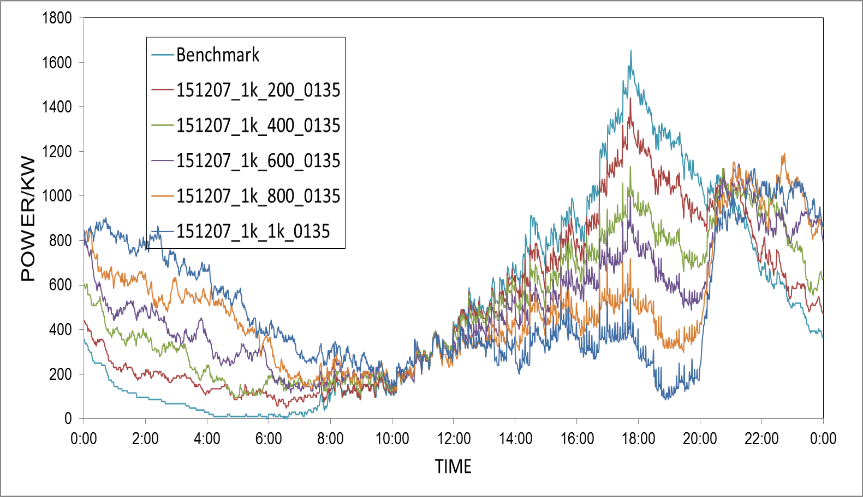 1800
1600
1400
1200
1000
800
600
400
200
0
POWER/KW
Benchmark
151207_1k_200_0135
151207_1k_400_0135
151207_1k_600_0135
151207_1k_800_0135
151207_1k_1k_0135
0:00 2:00 4:00 6:00 8:00 10:00 12:00 14:00 16:00 18:00 20:00 22:00 0:00
TIME